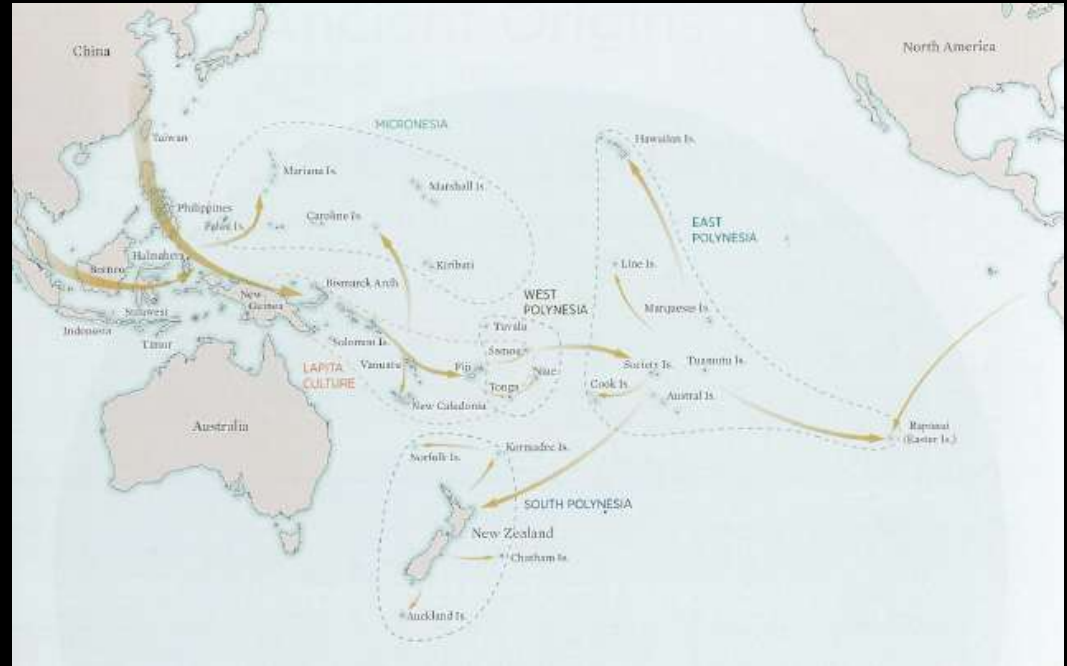 China
North America
Taiwan
MICRONESIA
Hawaiian Is.
Mariana Is.
Marshall Is.
Philippines
Palau Is.
Caroline Is.
EAST
POLYNESIA
Halmahera
Borneo
Kiribati
Line Is.
Bismarck Arch
New
Guinea
WEST
POLYNESIA
Marquesas Is.
Sulawesi
Indonesia
Timor
Solomon Is.
Tuvalu
Samoa
LAPITA
CULTURE
Vanuatu
Fiji
Niue
Tonga
Society Is.
Tuamotu Is.
Cook Is.
Austral Is.
New Caledonia
Australia
Rapanui
(Easter Is.)
Norfolk Is.
Kermadec Is.
SOUTH POLYNESIA
New Zealand
Chatham Is.
Auckland Is.